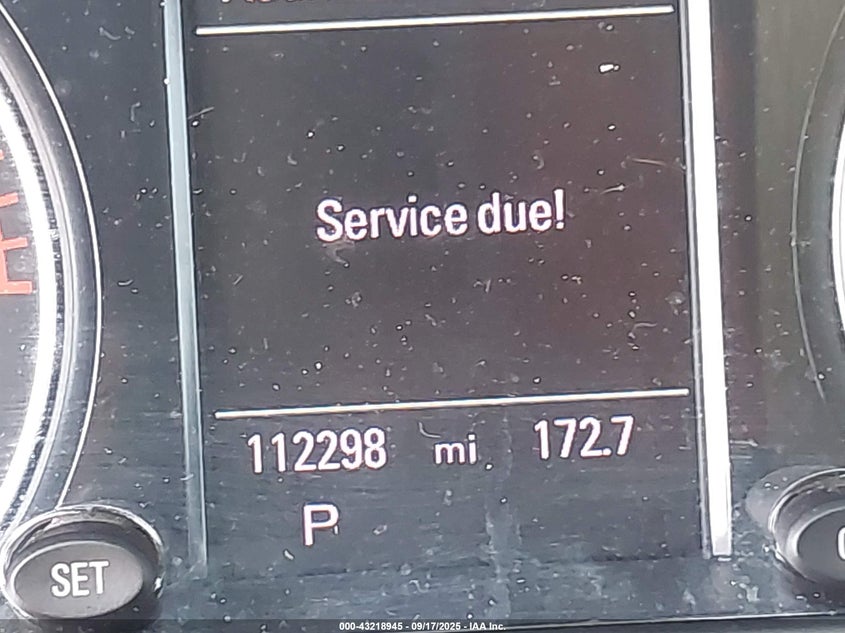 Service due!
112298 mi 172.7
P
SET
000-43218945 - 09/17/2025 - IAA Inc.